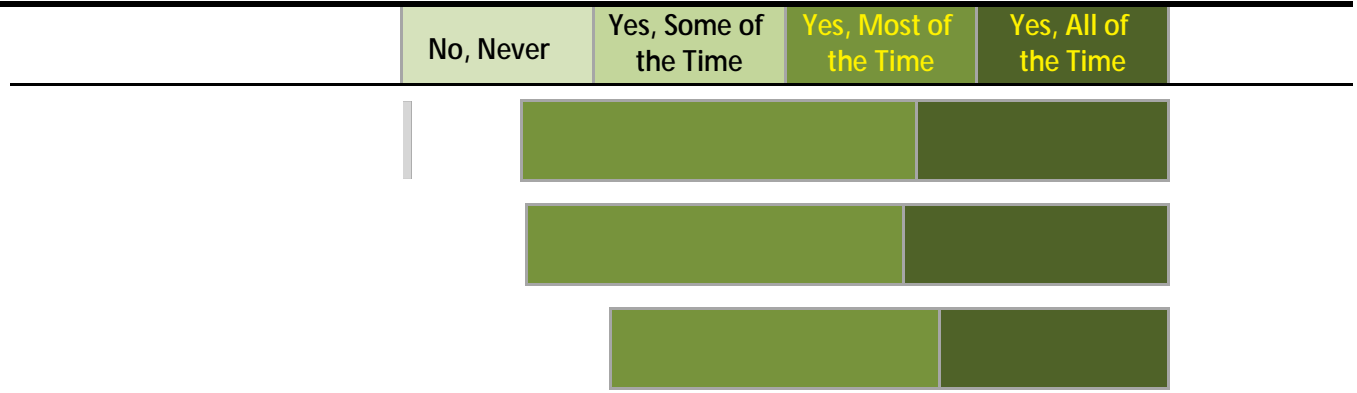 No, Never
Yes, Some of
the Time
Yes, Most of
the Time
Yes, All of
the Time